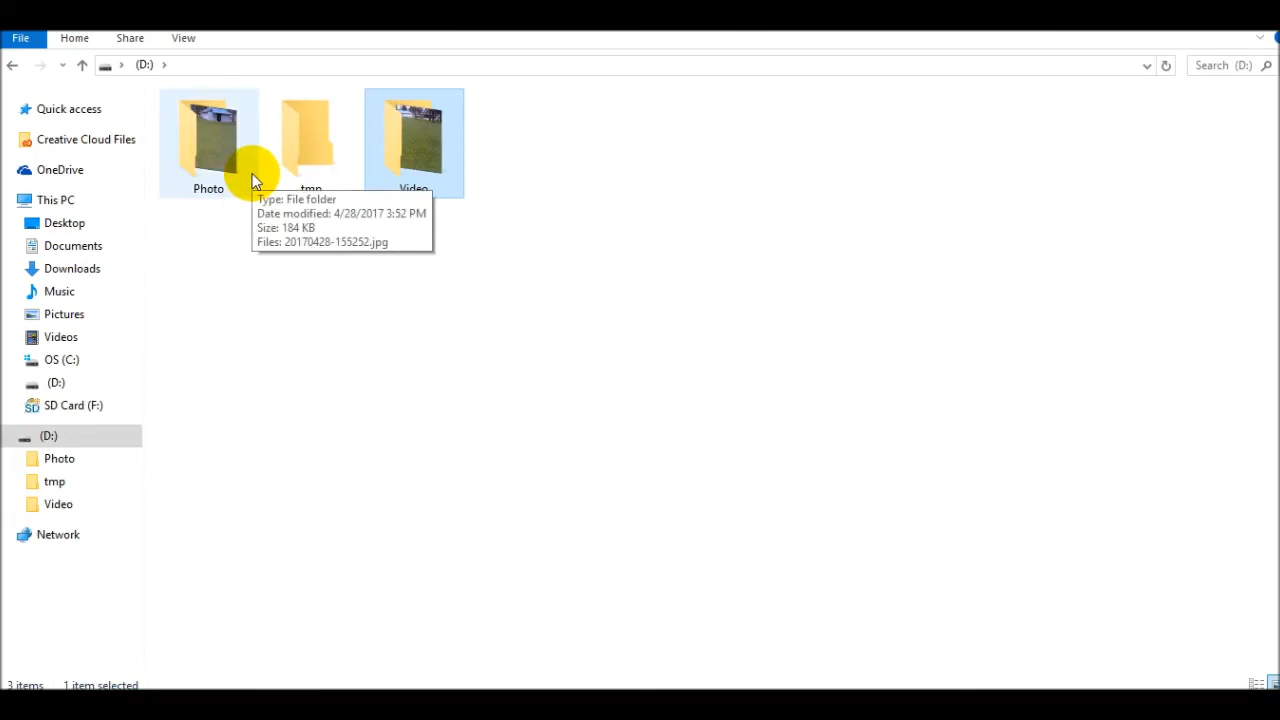 File Home Share View
(D:)
Search (D:)
Quick access
Creative Cloud Files
OneDrive
This PC
Desktop
Documents
Downloads
Music
Pictures
Videos
OS (C:)
(D:)
SD Card (F:)
(D:)
Photo
tmp
Video
Network
Photo tmp Video
Type: File folder
Date modified: 4/28/2017 3:52 PM
Size: 184 KB
Files: 20170428-155252.jpg
3 items 1 item selected